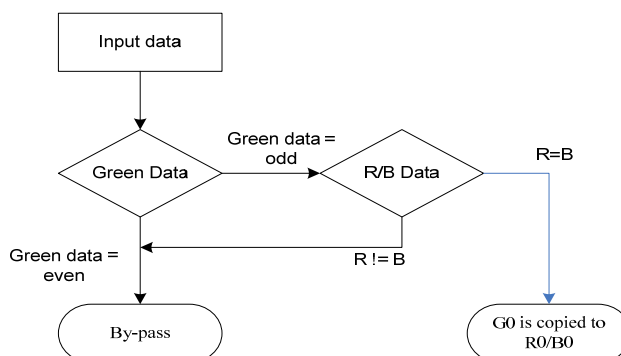 Input data
Green data =
odd
R=B
Green Data
R/B Data
Green data =
even
R != B
By-pass
G0 is copied to
R0/B0